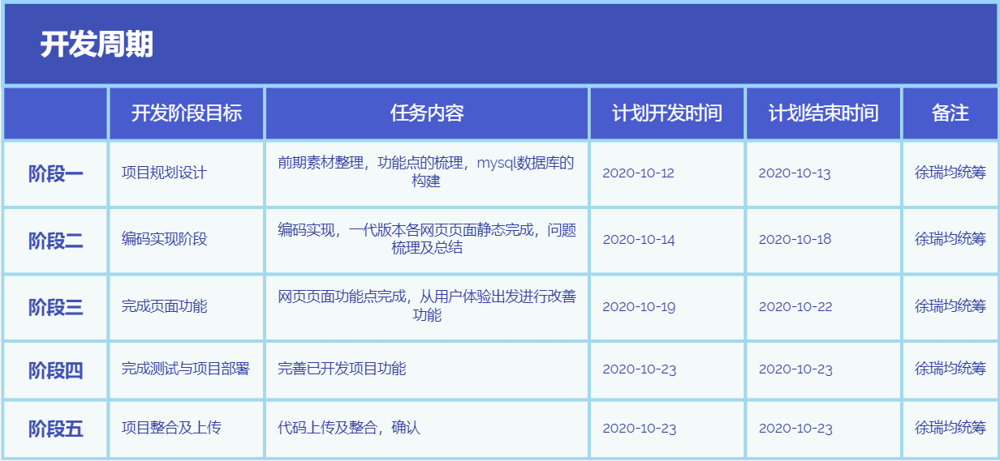 开发周期
开发阶段目标 任务内容 计划开发时间 计划结束时间 备注
阶段一 项目规划设计 前期素材整理，功能点的梳理，mysql数据库的
构建 2020-10-12 2020-10-13 徐瑞均统筹
阶段二 编码实现阶段 编码实现，一代版本各网页页面静态完成，问题
梳理及总结 2020-10-14 2020-10-18 徐瑞均统筹
阶段三 完成页面功能 网页页面功能点完成，从用户体验出发进行改善
功能 2020-10-19 2020-10-22 徐瑞均统筹
阶段四 完成测试与项目部署 完善已开发项目功能 2020-10-23 2020-10-23 徐瑞均统筹
阶段五 项目整合及上传 代码上传及整合，确认 2020-10-23 2020-10-23 徐瑞均统筹